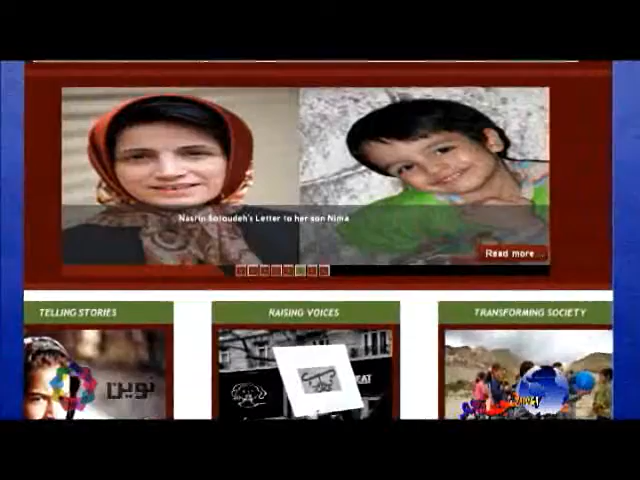 Nasrin Sotoudeh's Letter to her son Nima
Read more...
TELLING STORIES
RAISING VOICES
TRANSFORMING SOCIETY
نوین